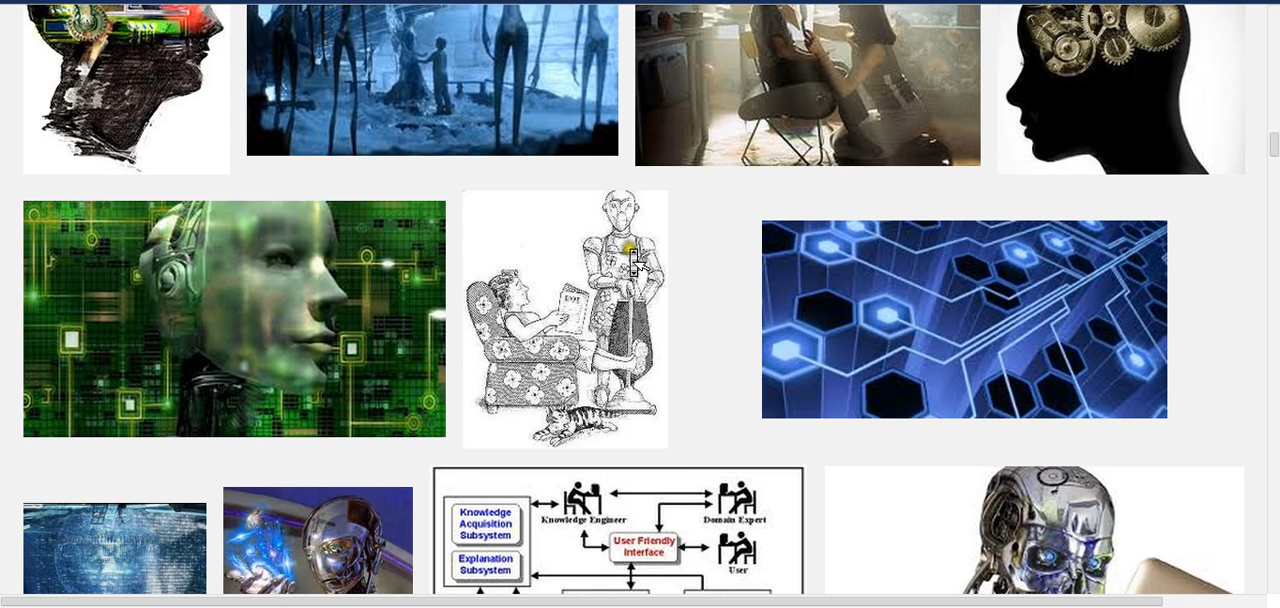 Knowledge
Acquisition
Subsystem
Explanation
Subsystem
Knowledge Engineer
User Friendly
Interface
Domain Expert
User